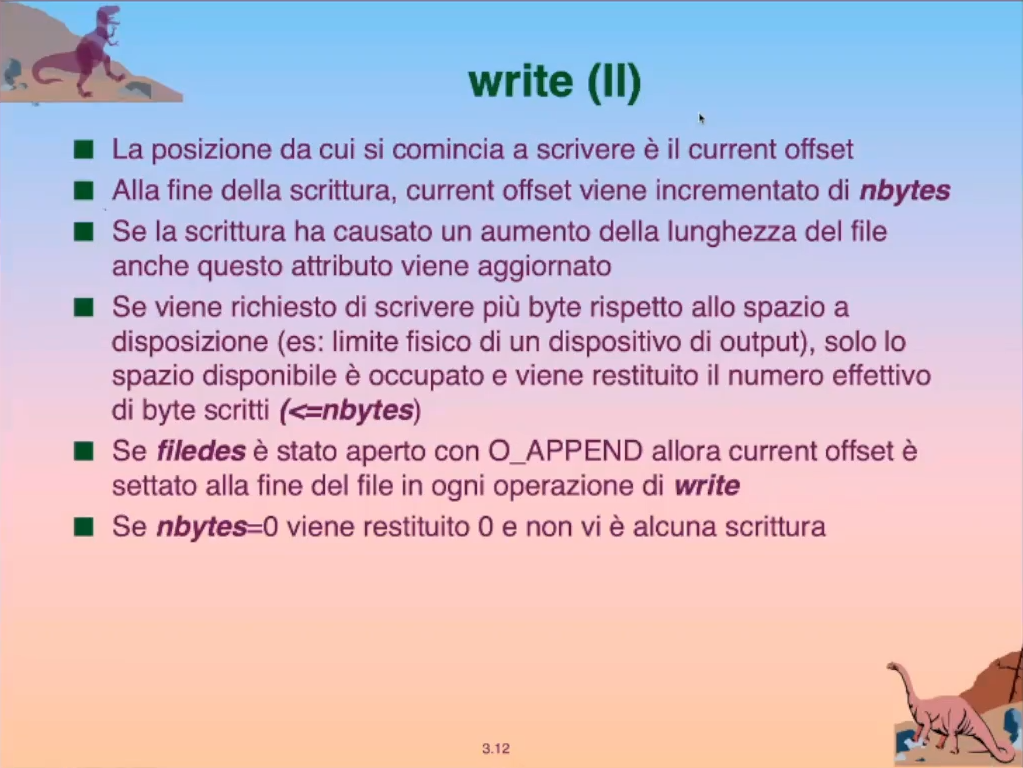 write (II)
La posizione da cui si comincia a scrivere è il current offset
Alla fine della scrittura, current offset viene incrementato di nbytes
Se la scrittura ha causato un aumento della lunghezza del file
anche questo attributo viene aggiornato
Se viene richiesto di scrivere più byte rispetto allo spazio a
disposizione (es: limite fisico di un dispositivo di output), solo lo
spazio disponibile è occupato e viene restituito il numero effettivo
di byte scritti (<=nbytes)
Se filedes è stato aperto con O_APPEND allora current offset è
settato alla fine del file in ogni operazione di write
Se nbytes=0 viene restituito 0 e non vi è alcuna scrittura
3.12